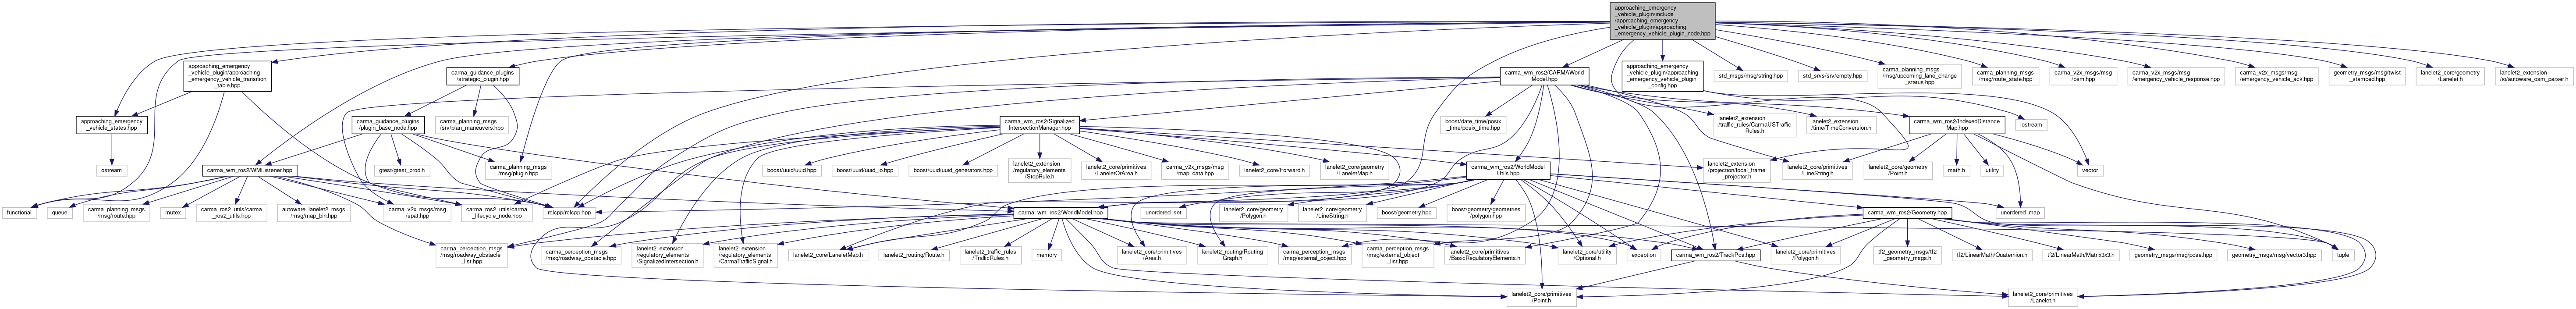 approaching_emergency
_vehicle_plugin/include
/approaching_emergency
_vehicle_plugin/approaching
_emergency_vehicle_plugin_node.hpp
approaching_emergency
_vehicle_plugin/approaching
_emergency_vehicle_transition
_table.hpp
carma_guidance_plugins
/strategic_plugin.hpp
carma_wm_ros2/CARMAWorld
Model.hpp
approaching_emergency
_vehicle_plugin/approaching
_emergency_vehicle_plugin
_config.hpp
std_msgs/msg/string.hpp
std_srvs/srv/empty.hpp
carma_planning_msgs
/msg/upcoming_lane_change
_status.hpp
carma_planning_msgs
/msg/route_state.hpp
carma_v2x_msgs/msg
/bsm.hpp
carma_v2x_msgs/msg
/emergency_vehicle_response.hpp
carma_v2x_msgs/msg
/emergency_vehicle_ack.hpp
geometry_msgs/msg/twist
_stamped.hpp
lanelet2_core/geometry
/Lanelet.h
lanelet2_extension
/io/autoware_osm_parser.h
approaching_emergency
_vehicle_states.hpp
carma_guidance_plugins
/plugin_base_node.hpp
carma_planning_msgs
/srv/plan_maneuvers.hpp
carma_wm_ros2/Signalized
IntersectionManager.hpp
boost/date_time/posix
_time/posix_time.hpp
lanelet2_extension
/traffic_rules/CarmaUSTraffic
Rules.h
lanelet2_extension
/time/TimeConversion.h
carma_wm_ros2/IndexedDistance
Map.hpp
iostream
ostream
carma_wm_ros2/WMListener.hpp
gtest/gtest_prod.h
carma_planning_msgs
/msg/plugin.hpp
boost/uuid/uuid.hpp
boost/uuid/uuid_io.hpp
boost/uuid/uuid_generators.hpp
lanelet2_extension
/regulatory_elements
/StopRule.h
lanelet2_core/primitives
/LaneletOrArea.h
carma_v2x_msgs/msg
/map_data.hpp
lanelet2_core/Forward.h
lanelet2_core/geometry
/LaneletMap.h
carma_wm_ros2/WorldModel
Utils.hpp
lanelet2_extension
/projection/local_frame
_projector.h
lanelet2_core/primitives
/LineString.h
lanelet2_core/geometry
/Point.h
math.h
utility
vector
functional
queue
carma_planning_msgs
/msg/route.hpp
mutex
carma_ros2_utils/carma
_ros2_utils.hpp
autoware_lanelet2_msgs
/msg/map_bin.hpp
carma_v2x_msgs/msg
/spat.hpp
carma_ros2_utils/carma
_lifecycle_node.hpp
rclcpp/rclcpp.hpp
carma_wm_ros2/WorldModel.hpp
unordered_set
lanelet2_core/geometry
/Polygon.h
lanelet2_core/geometry
/LineString.h
boost/geometry.hpp
boost/geometry/geometries
/polygon.hpp
carma_wm_ros2/Geometry.hpp
unordered_map
carma_perception_msgs
/msg/roadway_obstacle
_list.hpp
carma_perception_msgs
/msg/roadway_obstacle.hpp
lanelet2_extension
/regulatory_elements
/SignalizedIntersection.h
lanelet2_extension
/regulatory_elements
/CarmaTrafficSignal.h
lanelet2_core/LaneletMap.h
lanelet2_routing/Route.h
lanelet2_traffic_rules
/TrafficRules.h
memory
lanelet2_core/primitives
/Area.h
lanelet2_routing/Routing
Graph.h
carma_perception_msgs
/msg/external_object.hpp
carma_perception_msgs
/msg/external_object
_list.hpp
lanelet2_core/primitives
/BasicRegulatoryElements.h
lanelet2_core/utility
/Optional.h
exception
carma_wm_ros2/TrackPos.hpp
lanelet2_core/primitives
/Polygon.h
tf2_geometry_msgs/tf2
_geometry_msgs.h
tf2/LinearMath/Quaternion.h
tf2/LinearMath/Matrix3x3.h
geometry_msgs/msg/pose.hpp
geometry_msgs/msg/vector3.hpp
tuple
lanelet2_core/primitives
/Point.h
lanelet2_core/primitives
/Lanelet.h